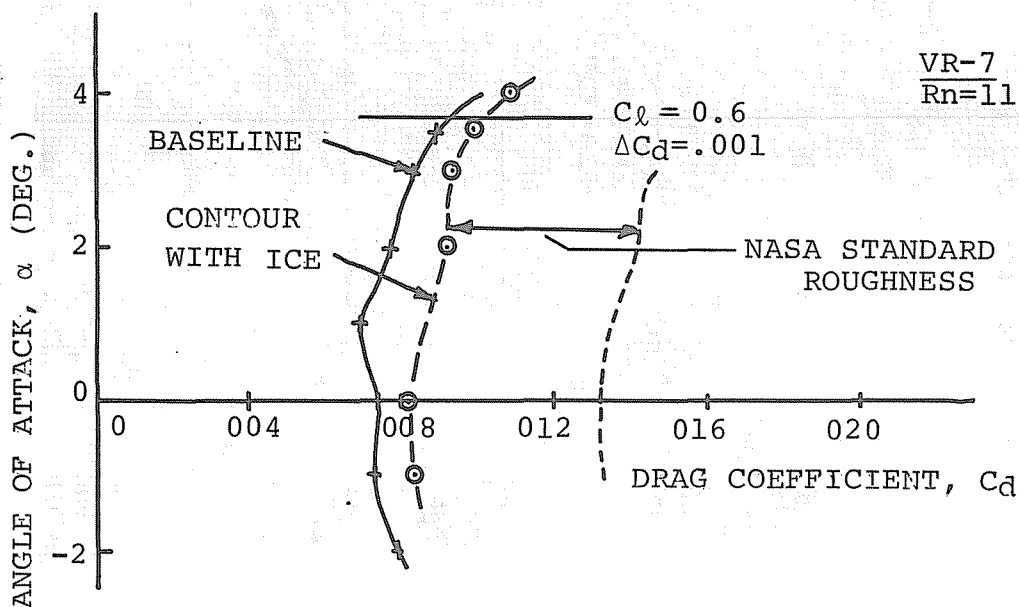 VR-7
Rn=11
4
Cℓ = 0.6
ΔCd=.001
BASELINE
CONTOUR
WITH ICE
2
NASA STANDARD
ROUGHNESS
0
0
004
008
012
016
020
DRAG COEFFICIENT, Cd
-2
ANGLE OF ATTACK, α (DEG.)